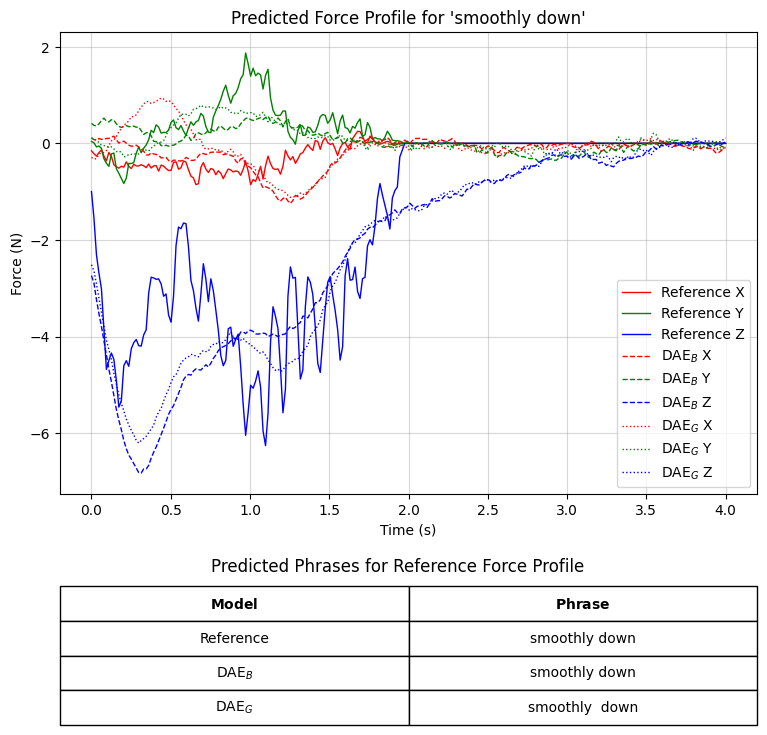 Predicted Force Profile for 'smoothly down'
2
0
−2
−4
−6
Force (N)
0.0 0.5 1.0 1.5 2.0 2.5 3.0 3.5 4.0
Time (s)
Reference X
Reference Y
Reference Z
DAE_B X
DAE_B Y
DAE_B Z
DAE_G X
DAE_G Y
DAE_G Z
Predicted Phrases for Reference Force Profile
Model Phrase
Reference smoothly down
DAE_B smoothly down
DAE_G smoothly  down